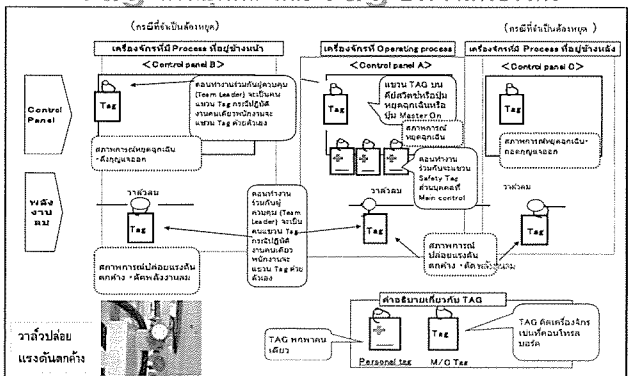 (กรณีที่จำเป็นต้องหยุด)
(กรณีที่จำเป็นต้องหยุด)
เครื่องจักรที่มี Process ที่อยู่ข้างหน้า
เครื่องจักรที่ Operating process
เครื่องจักรที่มี Process ที่อยู่ข้างหลัง
<Control panel B>
<Control panel A>
<Control panel C>
Control
Panel
Tag
ตอนทำงานร่วมกันผู้ควบคุม
(Team Leader) จะเป็นคน
แขวน Tag กรณีปฏิบัติ
งานคนเดียวพนักงานจะ
แขวน Tag ด้วยตัวเอง
สภาพการณ์หยุดฉุกเฉิน
・ดึงกุญแจออก
Tag
แขวน TAG บน
คีย์สวิตช์หรือปุ่ม
หยุดฉุกเฉินหรือ
ปุ่ม Master On
สภาพการณ์
หยุดฉุกเฉิน
ตอนทำงาน
ร่วมกันจะแขวน
Safety Tag
ส่วนบุคคลที่
Main control
Tag
สภาพการณ์หยุดฉุกเฉิน・
ถอดกุญแจออก
พลัง
งาน
ลม
วาล์วลม
Tag
ตอนทำงาน
ร่วมกับผู้
ควบคุม (Team
Leader) จะเป็น
คนแขวน Tag
กรณีปฏิบัติ
งานคนเดียว
พนักงานจะ
แขวน Tag ด้วย
ตัวเอง
วาล์วลม
Tag
วาล์วลม
Tag
สภาพการณ์ปล่อยแรงดัน
ตกค้าง ・ตัดพลังงานลม
สภาพการณ์
ปล่อยแรงดัน
ตกค้าง ・ตัดพลังงานลม
วาล์วปล่อย
แรงดันตกค้าง
คำอธิบายเกี่ยวกับ TAG
TAG พกพาคน
เดียว
Personal tag
Tag
M/C Tag
TAG ติดเครื่องจักร
เช่นที่คอนโทรล
บอร์ด